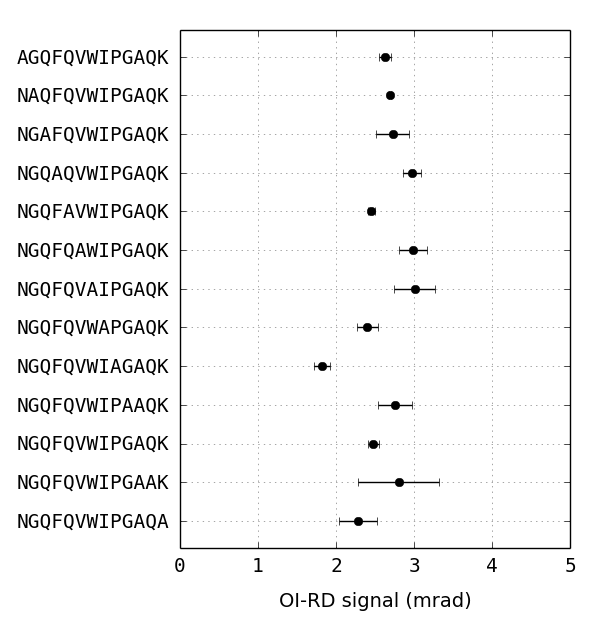 AGQFQVWIPGAQK
NAQFQVWIPGAQK
NGAFQVWIPGAQK
NGQAQVWIPGAQK
NGQFAVWIPGAQK
NGQFQAWIPGAQK
NGQFQVAIPGAQK
NGQFQVWAPGAQK
NGQFQVWIAGAQK
NGQFQVWIPAAQK
NGQFQVWIPGAQK
NGQFQVWIPGAAK
NGQFQVWIPGAQA
0 1 2 3 4 5
OI-RD signal (mrad)